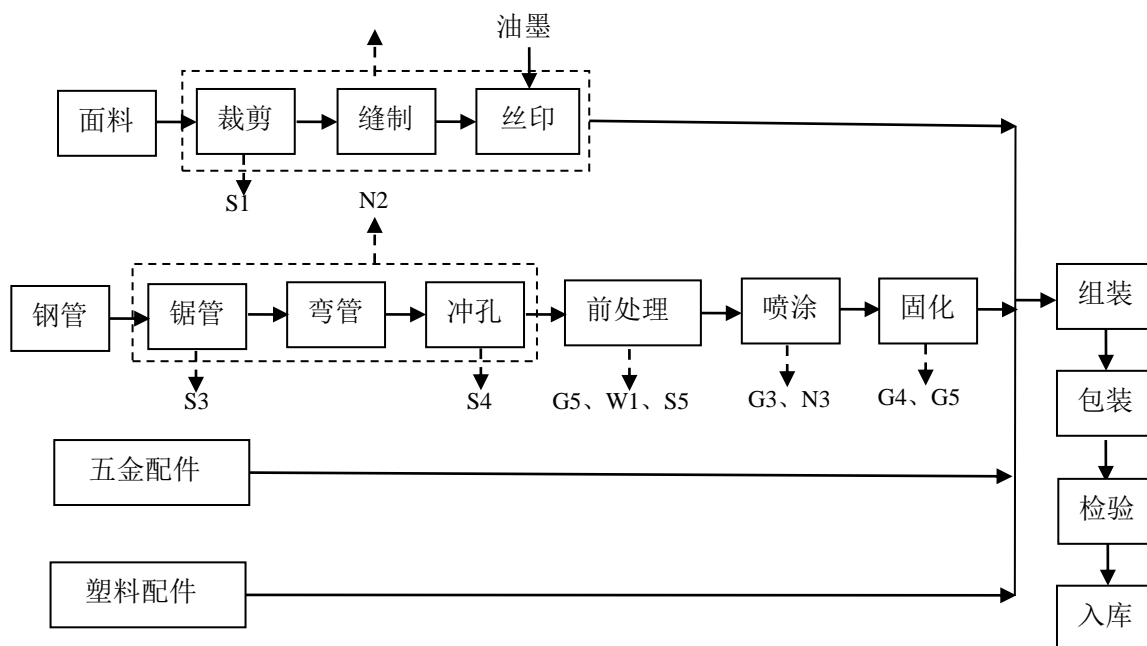 油墨
面料
裁剪
缝制
丝印
S1
N2
钢管
锯管
弯管
冲孔
前处理
喷涂
固化
组装
S3
S4
G5、W1、S5
G3、N3
G4、G5
包装
五金配件
检验
塑料配件
入库